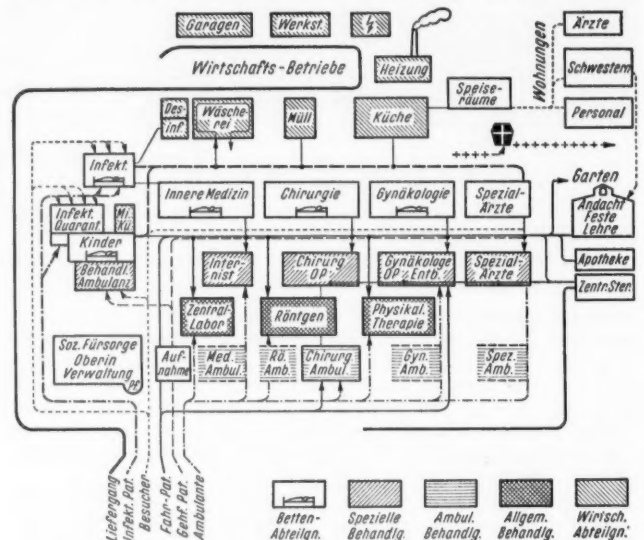 Garagen
Werkst.
Wirtschafts-Betriebe
Heizung
Wohnungen
Ärzte
Schwestern
Personal
Speise-
räume
Des-
inf.
Wäsche-
rei
Müll
Küche
Infekt.
Innere Medizin
Chirurgie
Gynäkologie
Spezial-
Ärzte
Garten
Andacht
Feste
Lehre
Infekt.
Quarant
Mi.
Kü.
Kinder
Behandl.
Ambulanz
Inter-
nist
Chirurg
OP
Gynäkologe
OP Entb.
Spezial-
Ärzte
Apotheke
Zentr.Ster.
Zentral-
Labor
Röntgen
Physikal.
Therapie
Soz. Fürsorge
Oberin
Verwaltung
Pf.
Auf-
nahme
Med.
Ambul.
Rö.
Amb.
Chirurg
Ambul.
Gyn.
Amb.
Spez.
Amb.
Liefergang
Infekt. Pat.
Besucher
Fahr-Pat.
Gehf. Pat.
Ambulante
Betten-
Abteilgn.
Spezielle
Behandlg.
Ambul.
Behandlg.
Allgem.
Behandlg.
Wirtsch.
Abteilgn.